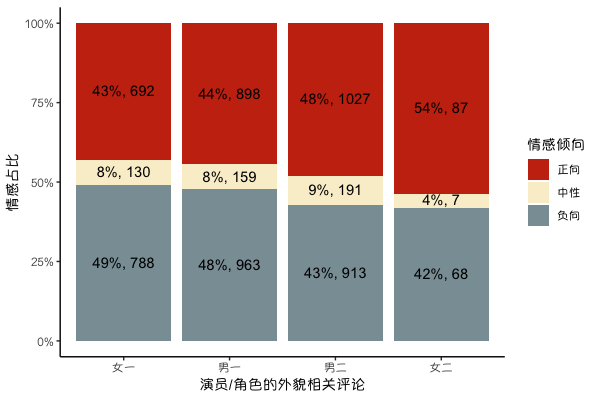 100%
75%
50%
25%
0%
情感占比
43%, 692
44%, 898
48%, 1027
54%, 87
8%, 130
8%, 159
9%, 191
4%, 7
49%, 788
48%, 963
43%, 913
42%, 68
女一
男一
男二
女二
演员/角色的外貌相关评论
情感倾向
正向
中性
负向